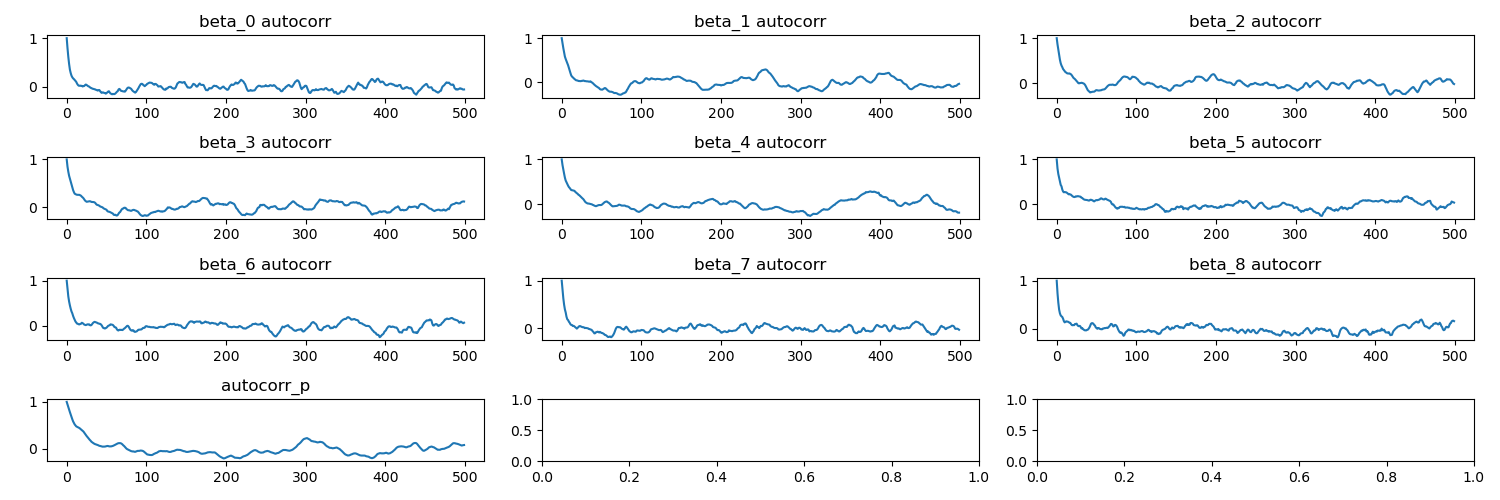 beta_0 autocorr beta_1 autocorr beta_2 autocorr
1 0 1 0 1 0
0 100 200 300 400 500 0 100 200 300 400 500 0 100 200 300 400 500
beta_3 autocorr beta_4 autocorr beta_5 autocorr
1 0 1 0 1 0
0 100 200 300 400 500 0 100 200 300 400 500 0 100 200 300 400 500
beta_6 autocorr beta_7 autocorr beta_8 autocorr
1 0 1 0 1 0
0 100 200 300 400 500 0 100 200 300 400 500 0 100 200 300 400 500
autocorr_p
1 0 1.0 0.5 0.0 1.0 0.5 0.0
0 100 200 300 400 500 0.0 0.2 0.4 0.6 0.8 1.0 0.0 0.2 0.4 0.6 0.8 1.0